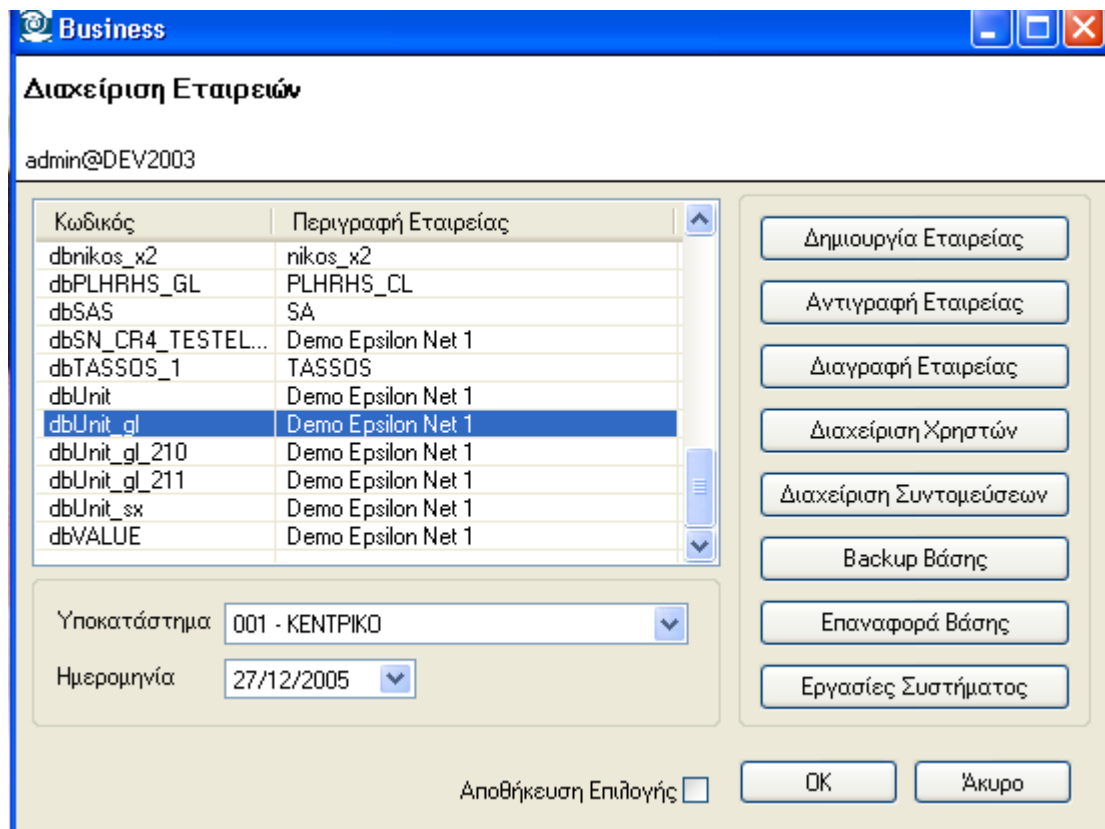 Business
Διαχείριση Εταιρειών
admin@DEV2003
Κωδικός Περιγραφή Εταιρείας
dbnikos_x2 nikos_x2
dbPLHRHS_GL PLHRHS_CL
dbSAS SA
dbSN_CR4_TESTEL... Demo Epsilon Net 1
dbTASSOS_1 TASSOS
dbUnit Demo Epsilon Net 1
dbUnit_gl Demo Epsilon Net 1
dbUnit_gl_210 Demo Epsilon Net 1
dbUnit_gl_211 Demo Epsilon Net 1
dbUnit_sx Demo Epsilon Net 1
dbVALUE Demo Epsilon Net 1
Υποκατάστημα 001 - ΚΕΝΤΡΙΚΟ
Ημερομηνία 27/12/2005
Δημιουργία Εταιρείας
Αντιγραφή Εταιρείας
Διαγραφή Εταιρείας
Διαχείριση Χρηστών
Διαχείριση Συντομεύσεων
Backup Βάσης
Επαναφορά Βάσης
Εργασίες Συστήματος
Αποθήκευση Επιλογής
OK
Άκυρο